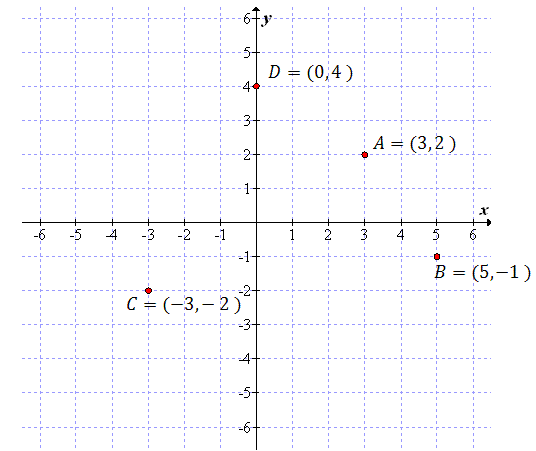 6
y
5
D = (0,4 )
4
3
A = (3,2 )
2
1
x
-6 -5 -4 -3 -2 -1 1 2 3 4 5 6
-1
B = (5,−1 )
-2
C = (−3,− 2 )
-3
-4
-5
-6